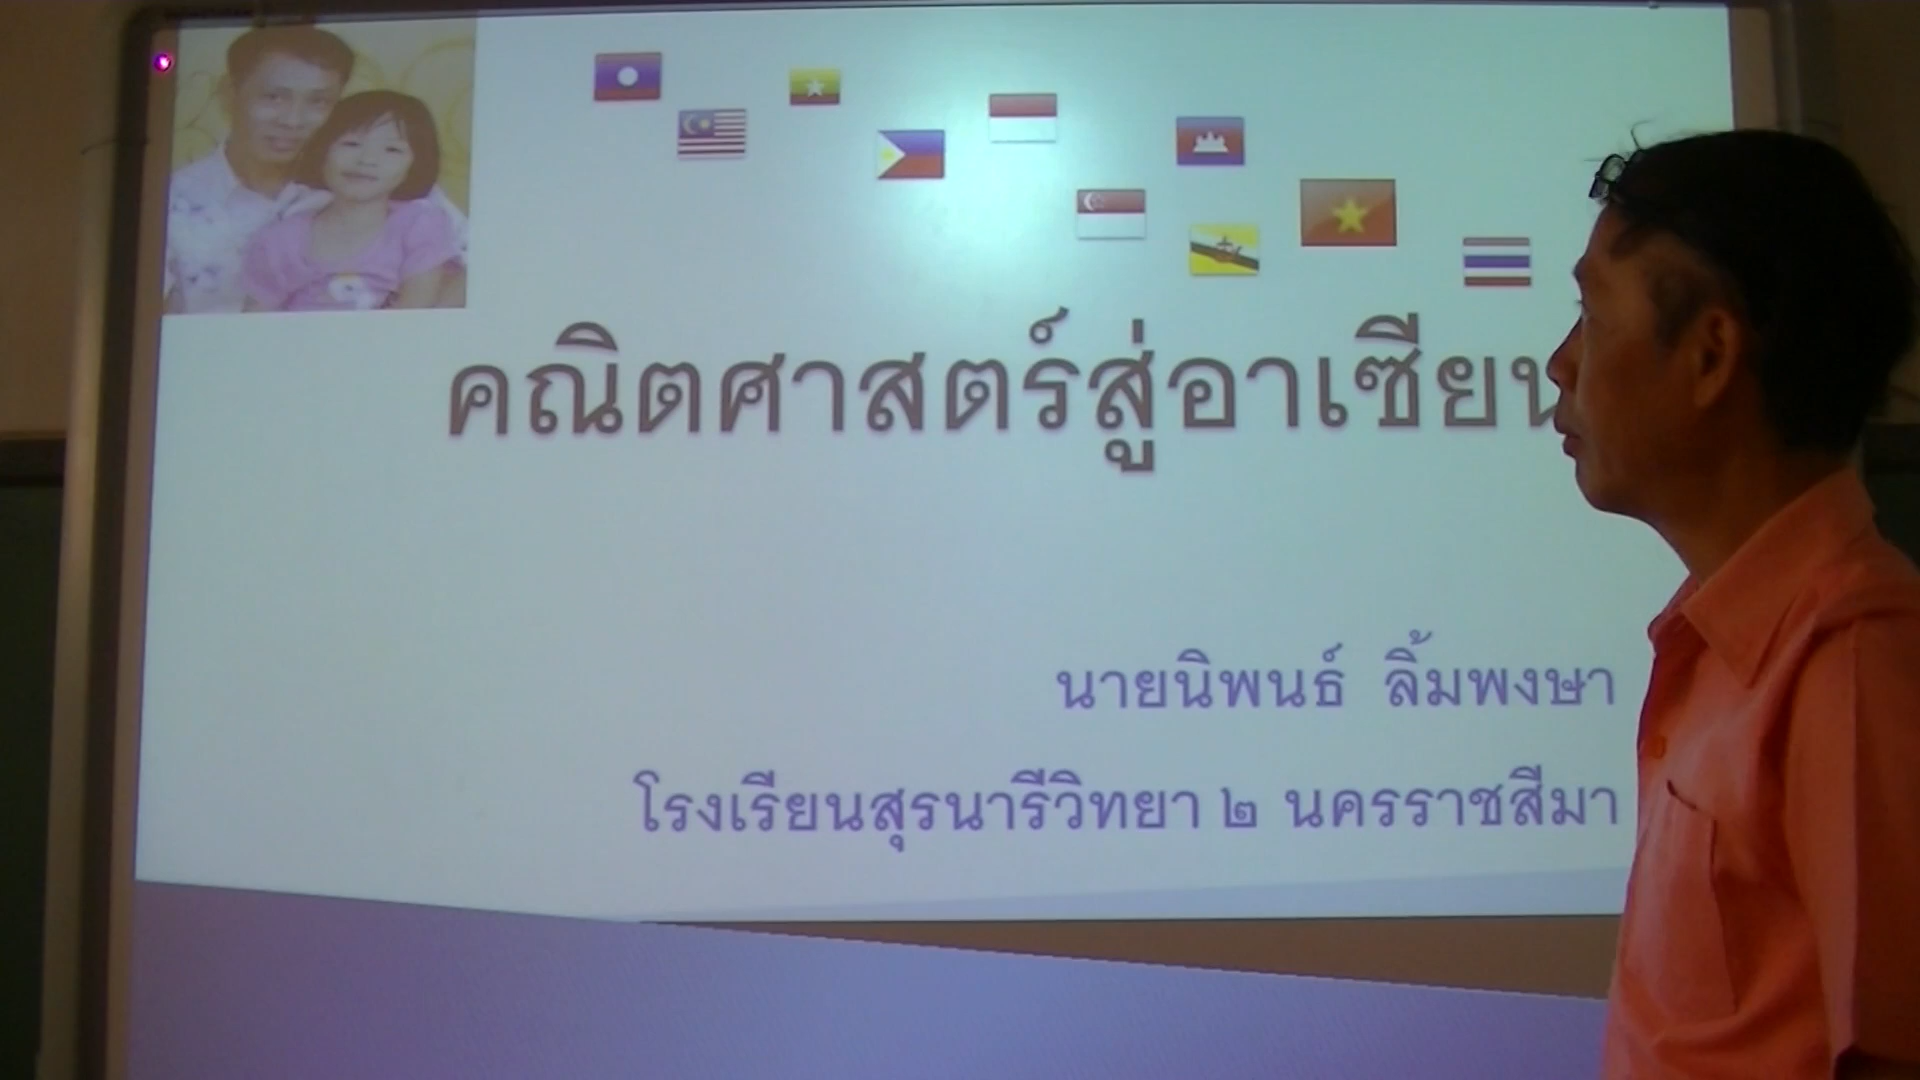 คณิตศาสตร์สู่อาเซียน
นายนิพนธ์ ลิ้มพงษา
โรงเรียนสุรนารีวิทยา ๒ นครราชสีมา